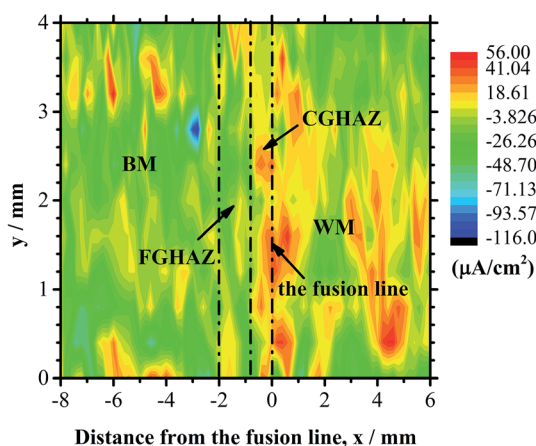 4
3
2
1
0
y / mm
-8 -6 -4 -2 0 2 4 6
Distance from the fusion line, x / mm
BM
FGHAZ
CGHAZ
WM
the fusion line
56.00
41.04
18.61
-3.826
-26.26
-48.70
-71.13
-93.57
-116.0
(μA/cm²)